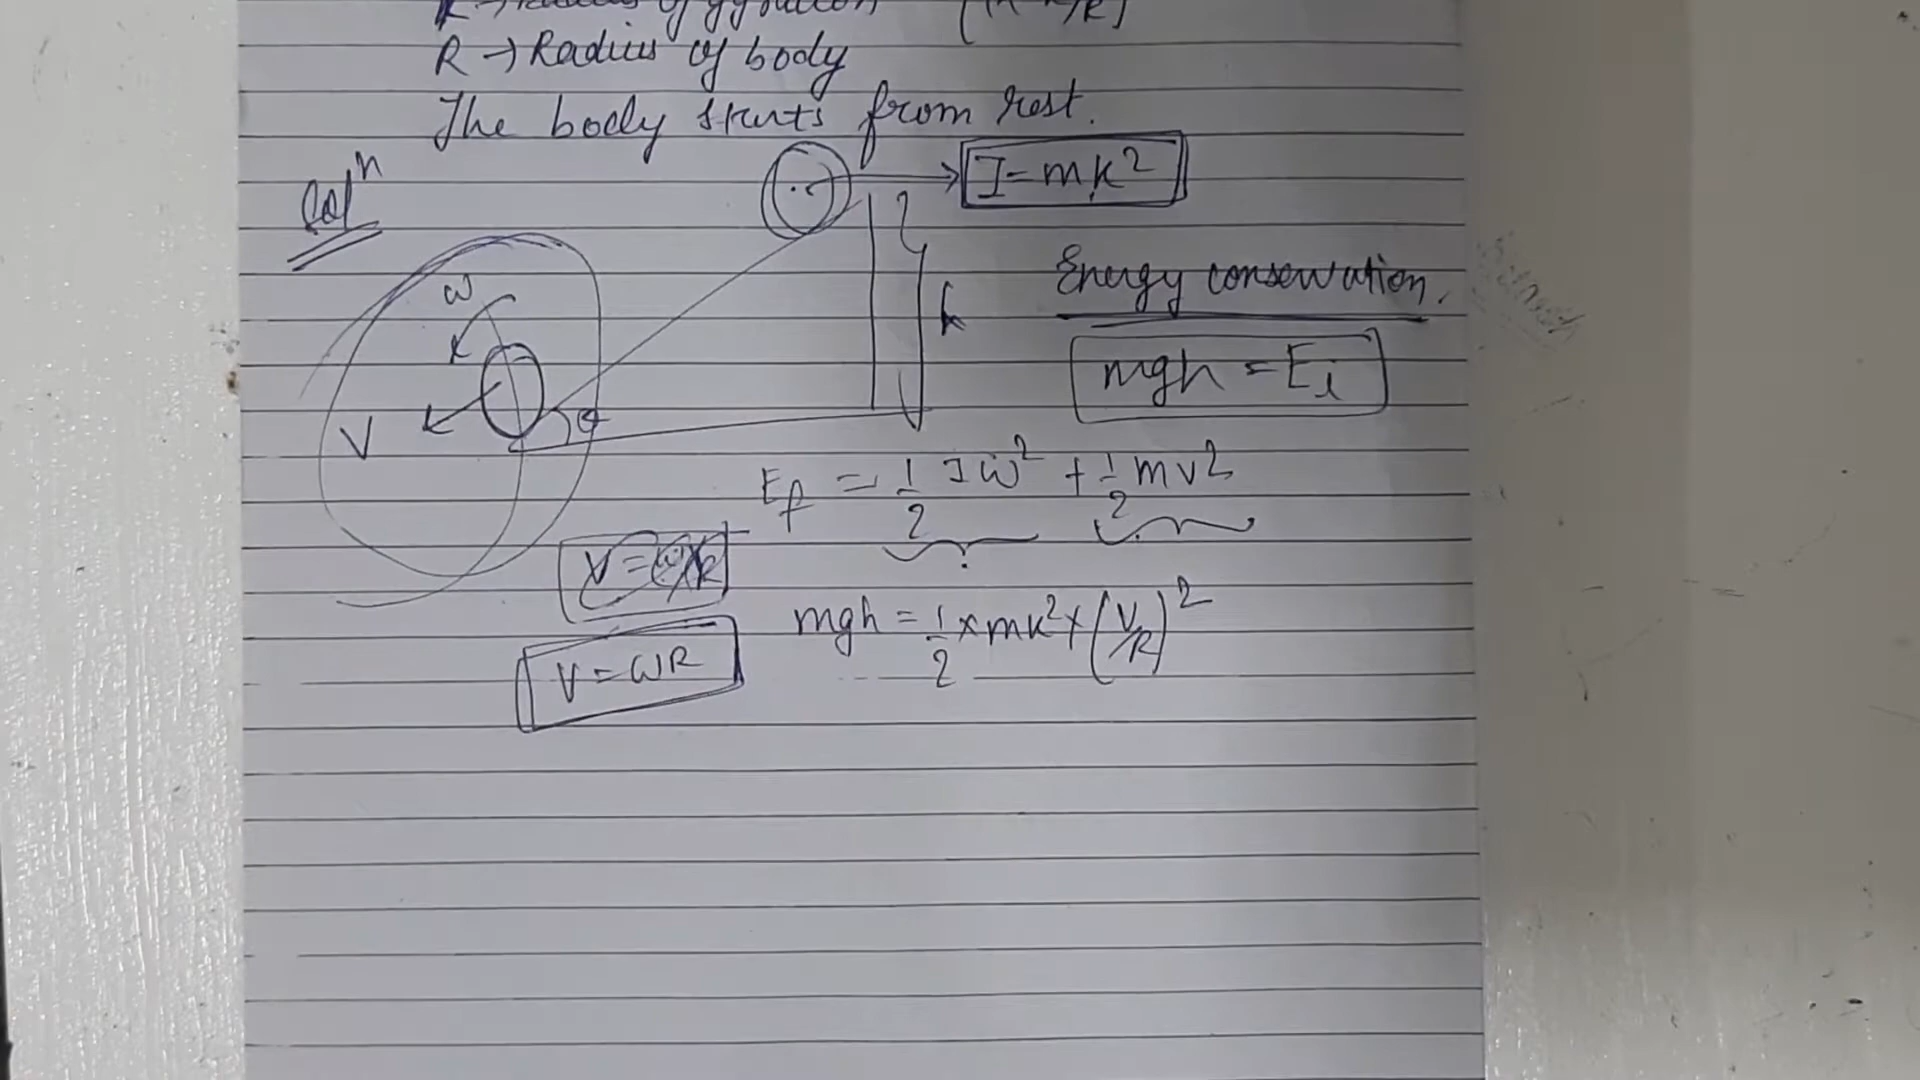 R → Radius of body
The body starts from rest.
Solⁿ
I = mK²
ω
h
Energy conservation.
mgh = Ei
V
θ
Ef = 1/2 Iω² + 1/2 mv²
V = ωR
mgh = 1/2 × mK² × (V/R)²